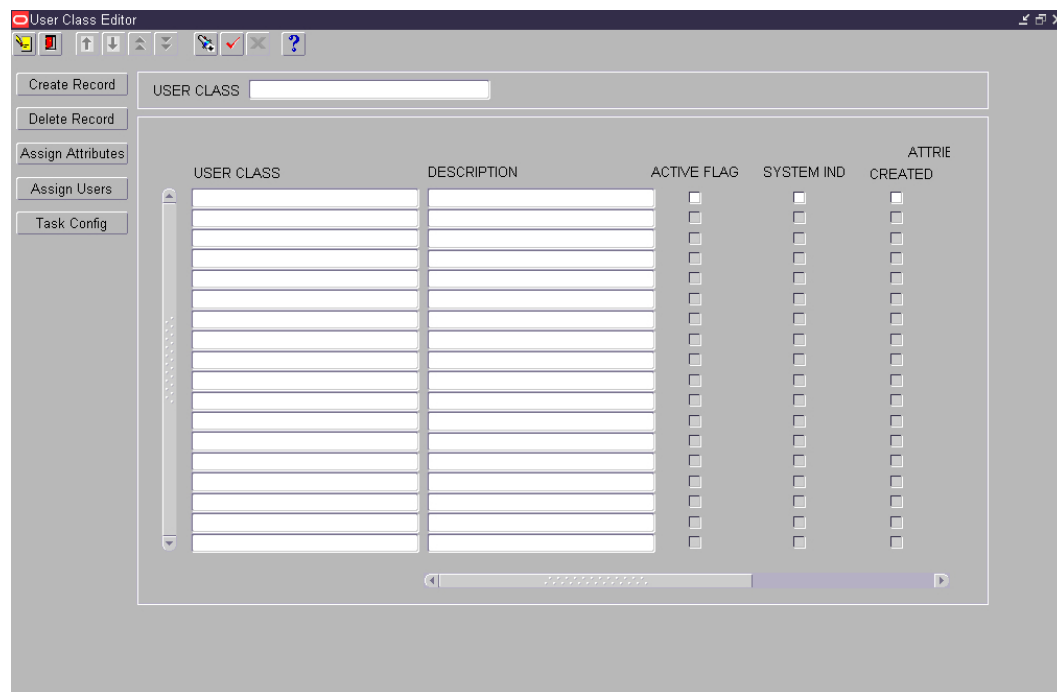 User Class Editor
?
Create Record
USER CLASS
Delete Record
Assign Attributes
ATTRIE
USER CLASS DESCRIPTION ACTIVE FLAG SYSTEM IND CREATED
Assign Users
Task Config